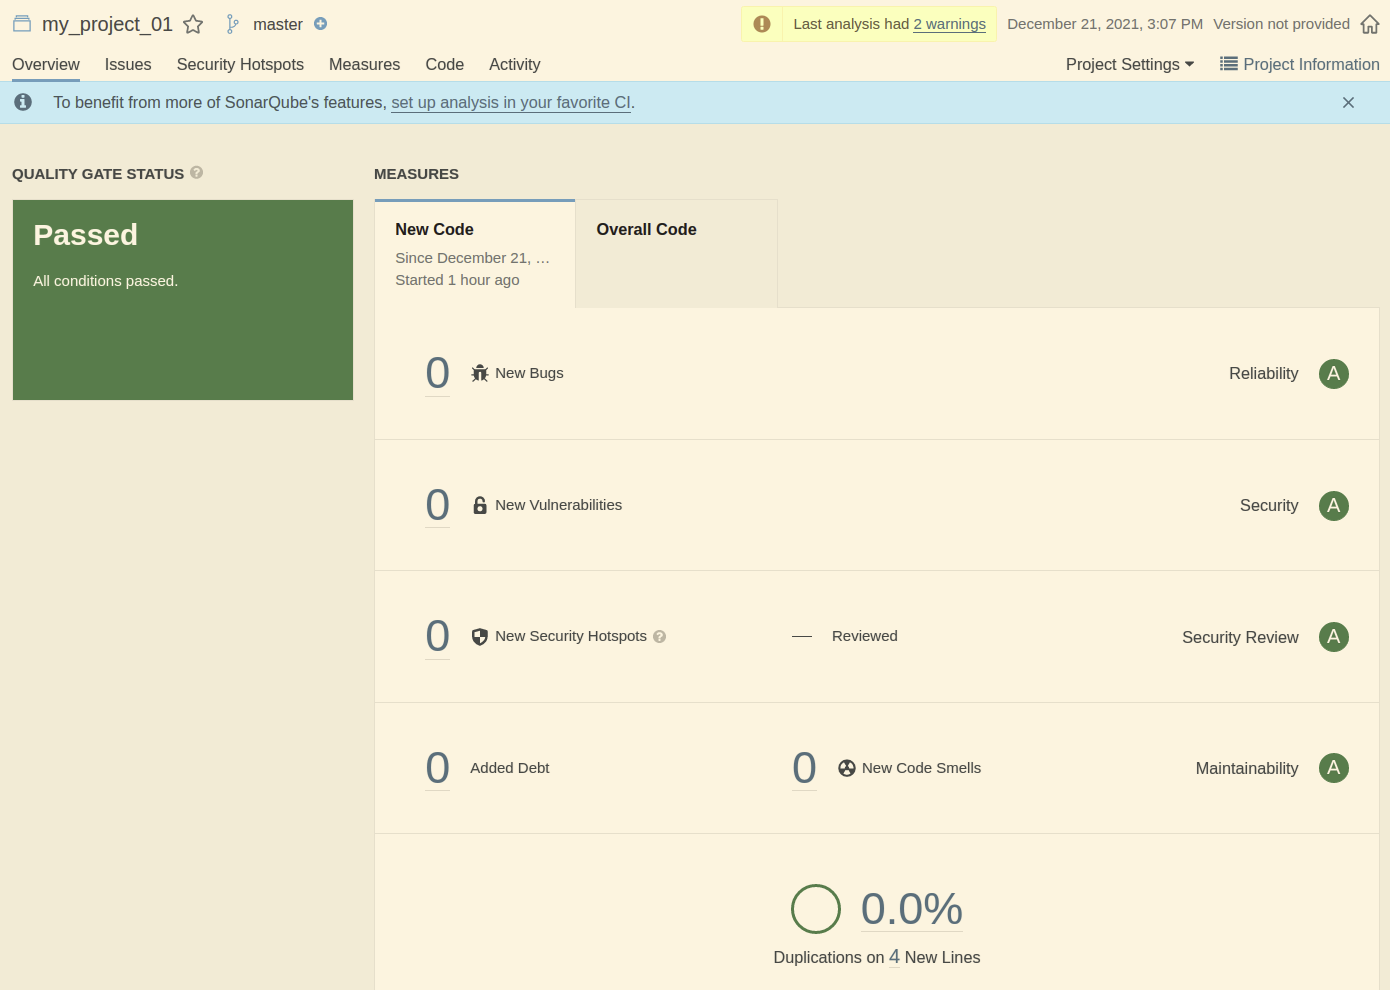 my_project_01 master Last analysis had 2 warnings December 21, 2021, 3:07 PM Version not provided
Overview Issues Security Hotspots Measures Code Activity Project Settings Project Information
To benefit from more of SonarQube's features, set up analysis in your favorite CI.
QUALITY GATE STATUS ?
Passed
All conditions passed.
MEASURES
New Code
Since December 21, …
Started 1 hour ago
Overall Code
0 New Bugs Reliability A
0 New Vulnerabilities Security A
0 New Security Hotspots ? — Reviewed Security Review A
0 Added Debt 0 New Code Smells Maintainability A
0.0%
Duplications on 4 New Lines